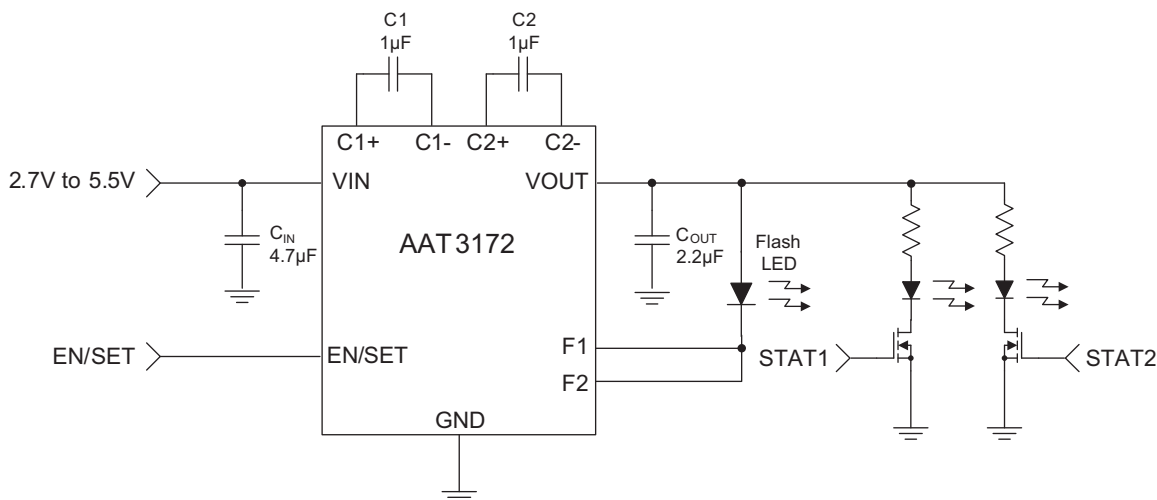 C1
1µF
C2
1µF
C1+ C1- C2+ C2-
2.7V to 5.5V
VIN
VOUT
AAT3172
CIN
4.7µF
COUT
2.2µF
Flash
LED
EN/SET
EN/SET
F1
F2
STAT1
STAT2
GND